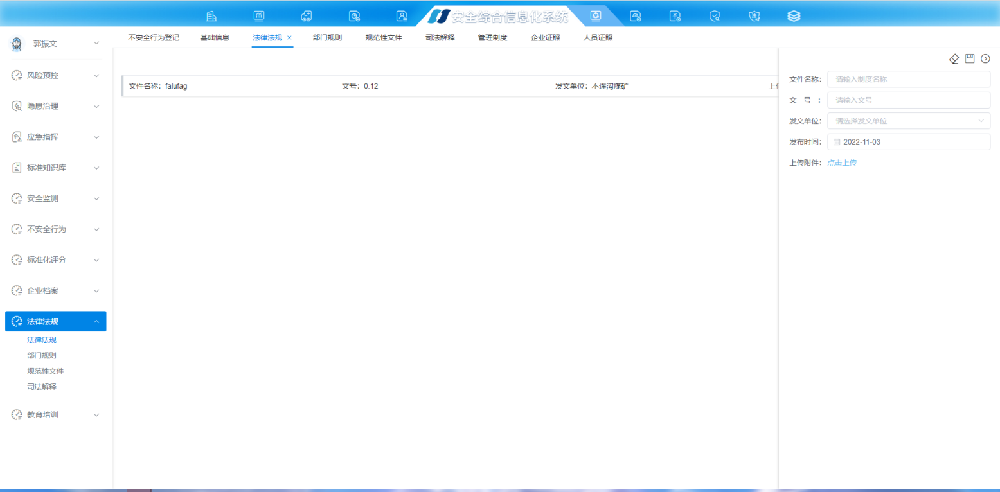 安全综合信息化系统
郭振文
不安全行为登记 基础信息 法律法规 × 部门规则 规范性文件 司法解释 管理制度 企业证照 人员证照
风险预控
隐患治理
应急指挥
标准知识库
安全监测
不安全行为
标准化评分
企业档案
法律法规
法律法规
部门规则
规范性文件
司法解释
教育培训
文件名称：falufag 文号：0.12 发文单位：不连沟煤矿 上
文件名称： 请输入制度名称
文 号 ： 请输入文号
发文单位： 请选择发文单位
发布时间： 2022-11-03
上传附件： 点击上传